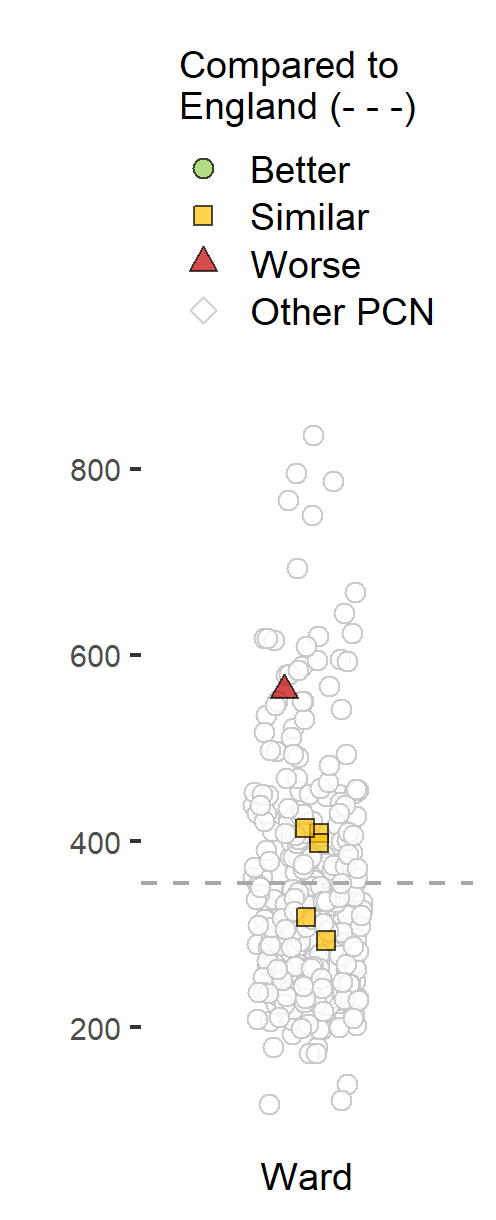 Compared to
England (- - -)
Better
Similar
Worse
Other PCN
800
600
400
200
Ward